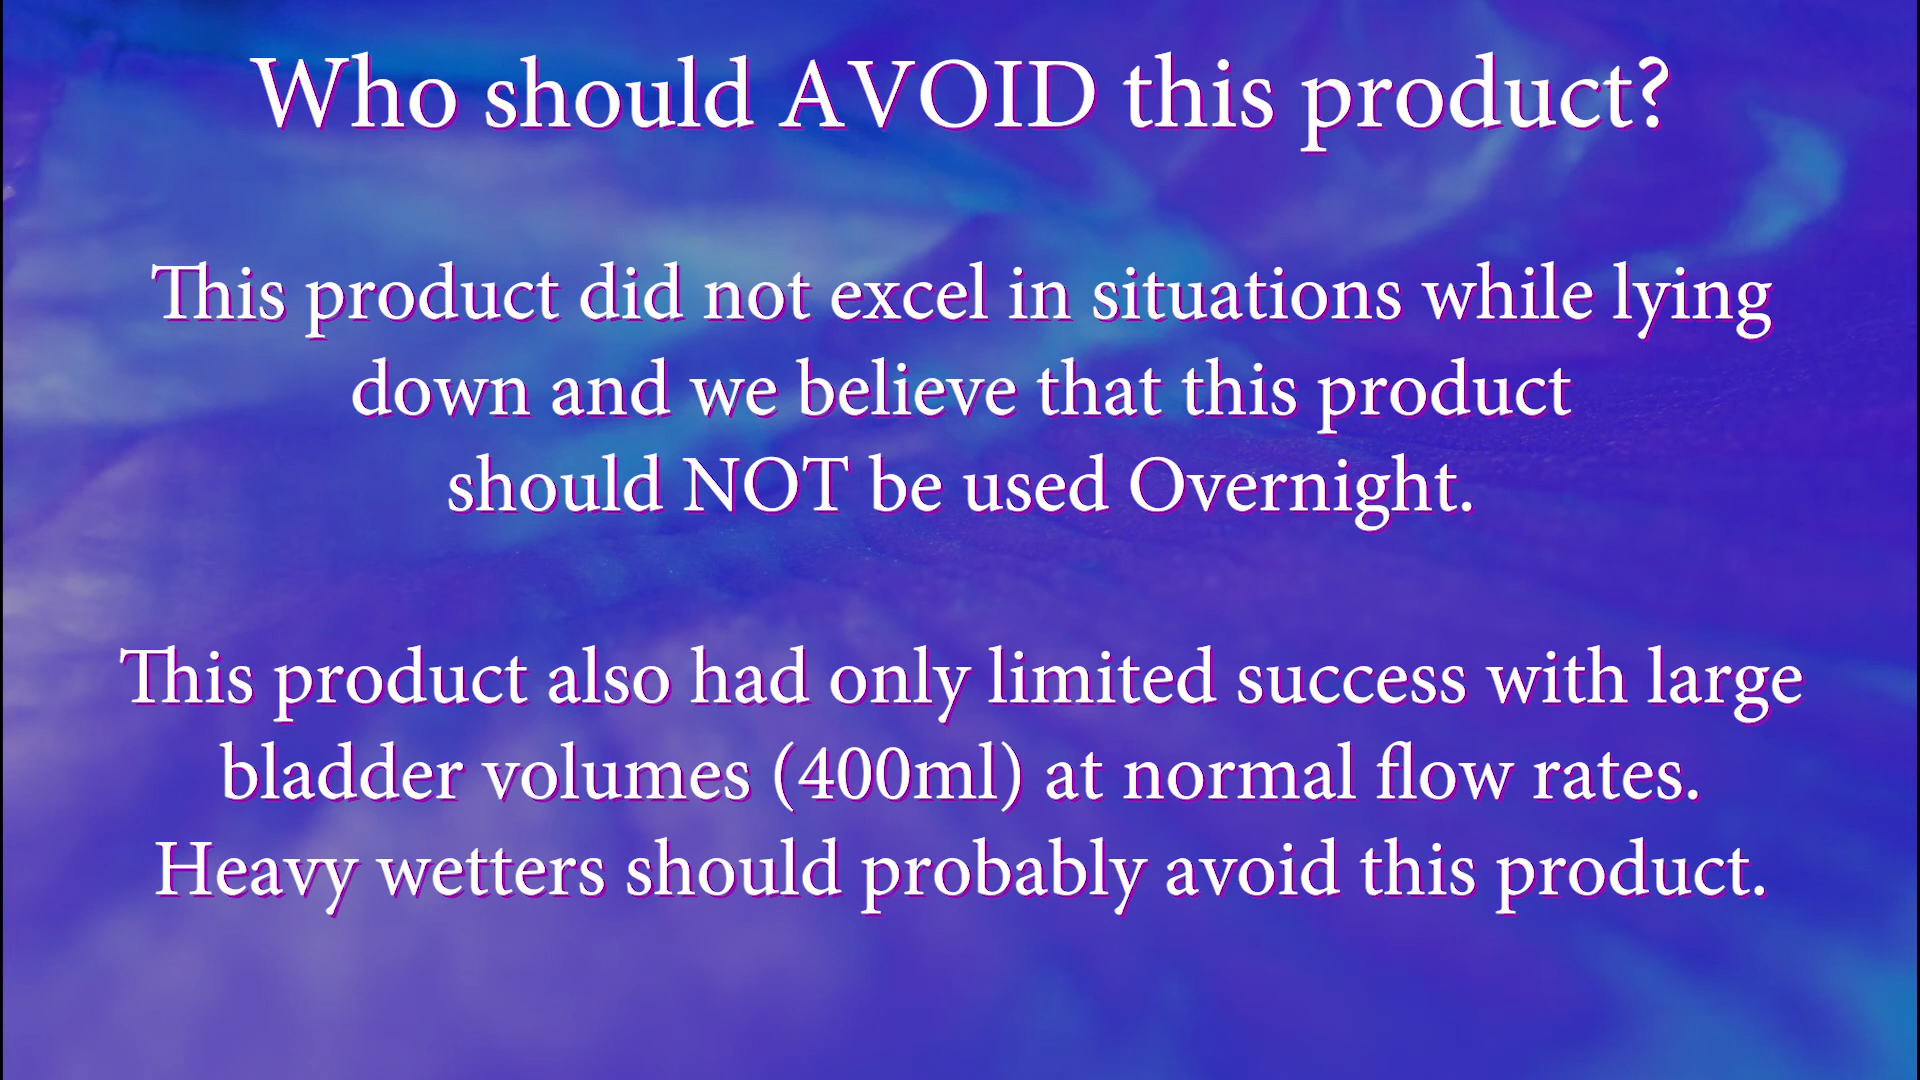 Who should AVOID this product?
This product did not excel in situations while lying
down and we believe that this product
should NOT be used Overnight.
This product also had only limited success with large
bladder volumes (400ml) at normal flow rates.
Heavy wetters should probably avoid this product.